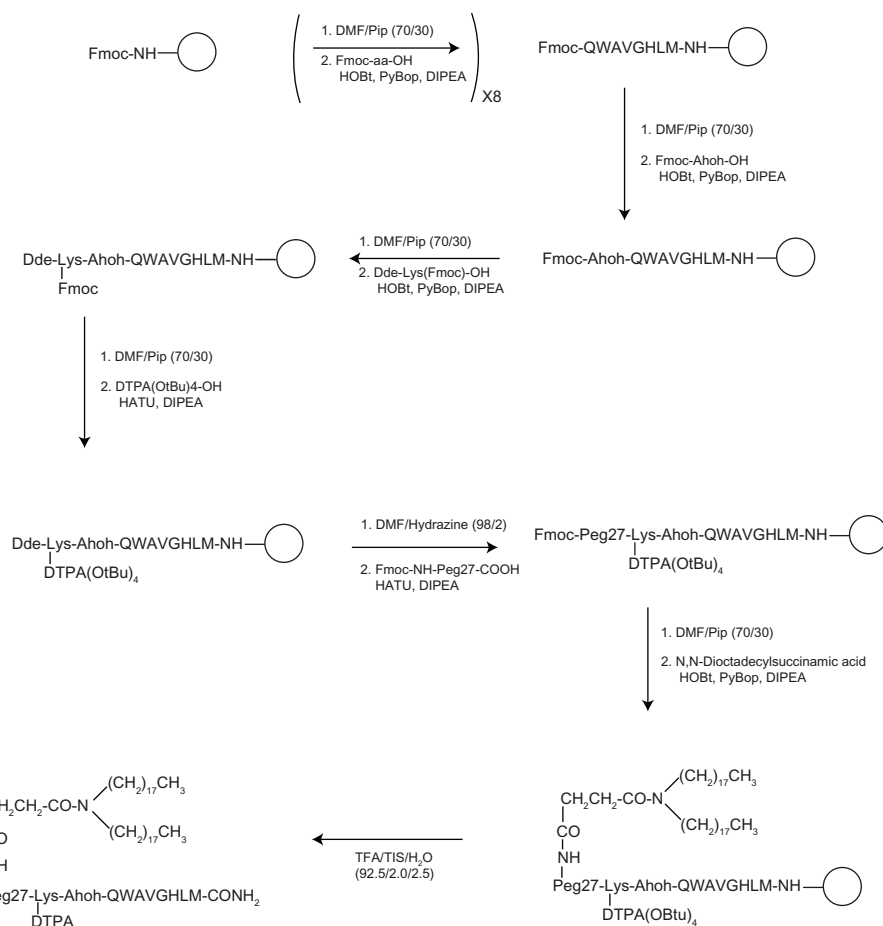 Fmoc-NH
1. DMF/Pip (70/30)
2. Fmoc-aa-OH
HOBt, PyBop, DIPEA
X8
Fmoc-QWAVGHLM-NH
1. DMF/Pip (70/30)
2. Fmoc-Ahoh-OH
HOBt, PyBop, DIPEA
Fmoc-Ahoh-QWAVGHLM-NH
1. DMF/Pip (70/30)
2. Dde-Lys(Fmoc)-OH
HOBt, PyBop, DIPEA
Dde-Lys-Ahoh-QWAVGHLM-NH
Fmoc
1. DMF/Pip (70/30)
2. DTPA(OtBu)4-OH
HATU, DIPEA
Dde-Lys-Ahoh-QWAVGHLM-NH
DTPA(OtBu)4
1. DMF/Hydrazine (98/2)
2. Fmoc-NH-Peg27-COOH
HATU, DIPEA
Fmoc-Peg27-Lys-Ahoh-QWAVGHLM-NH
DTPA(OtBu)4
1. DMF/Pip (70/30)
2. N,N-Dioctadecylsuccinamic acid
HOBt, PyBop, DIPEA
(CH2)17CH3
CH2CH2-CO-N
(CH2)17CH3
CO
NH
Peg27-Lys-Ahoh-QWAVGHLM-NH
DTPA(OBtu)4
TFA/TIS/H2O
(92.5/2.0/2.5)
(CH2)17CH3
H2CH2-CO-N
(CH2)17CH3
O
H
eg27-Lys-Ahoh-QWAVGHLM-CONH2
DTPA